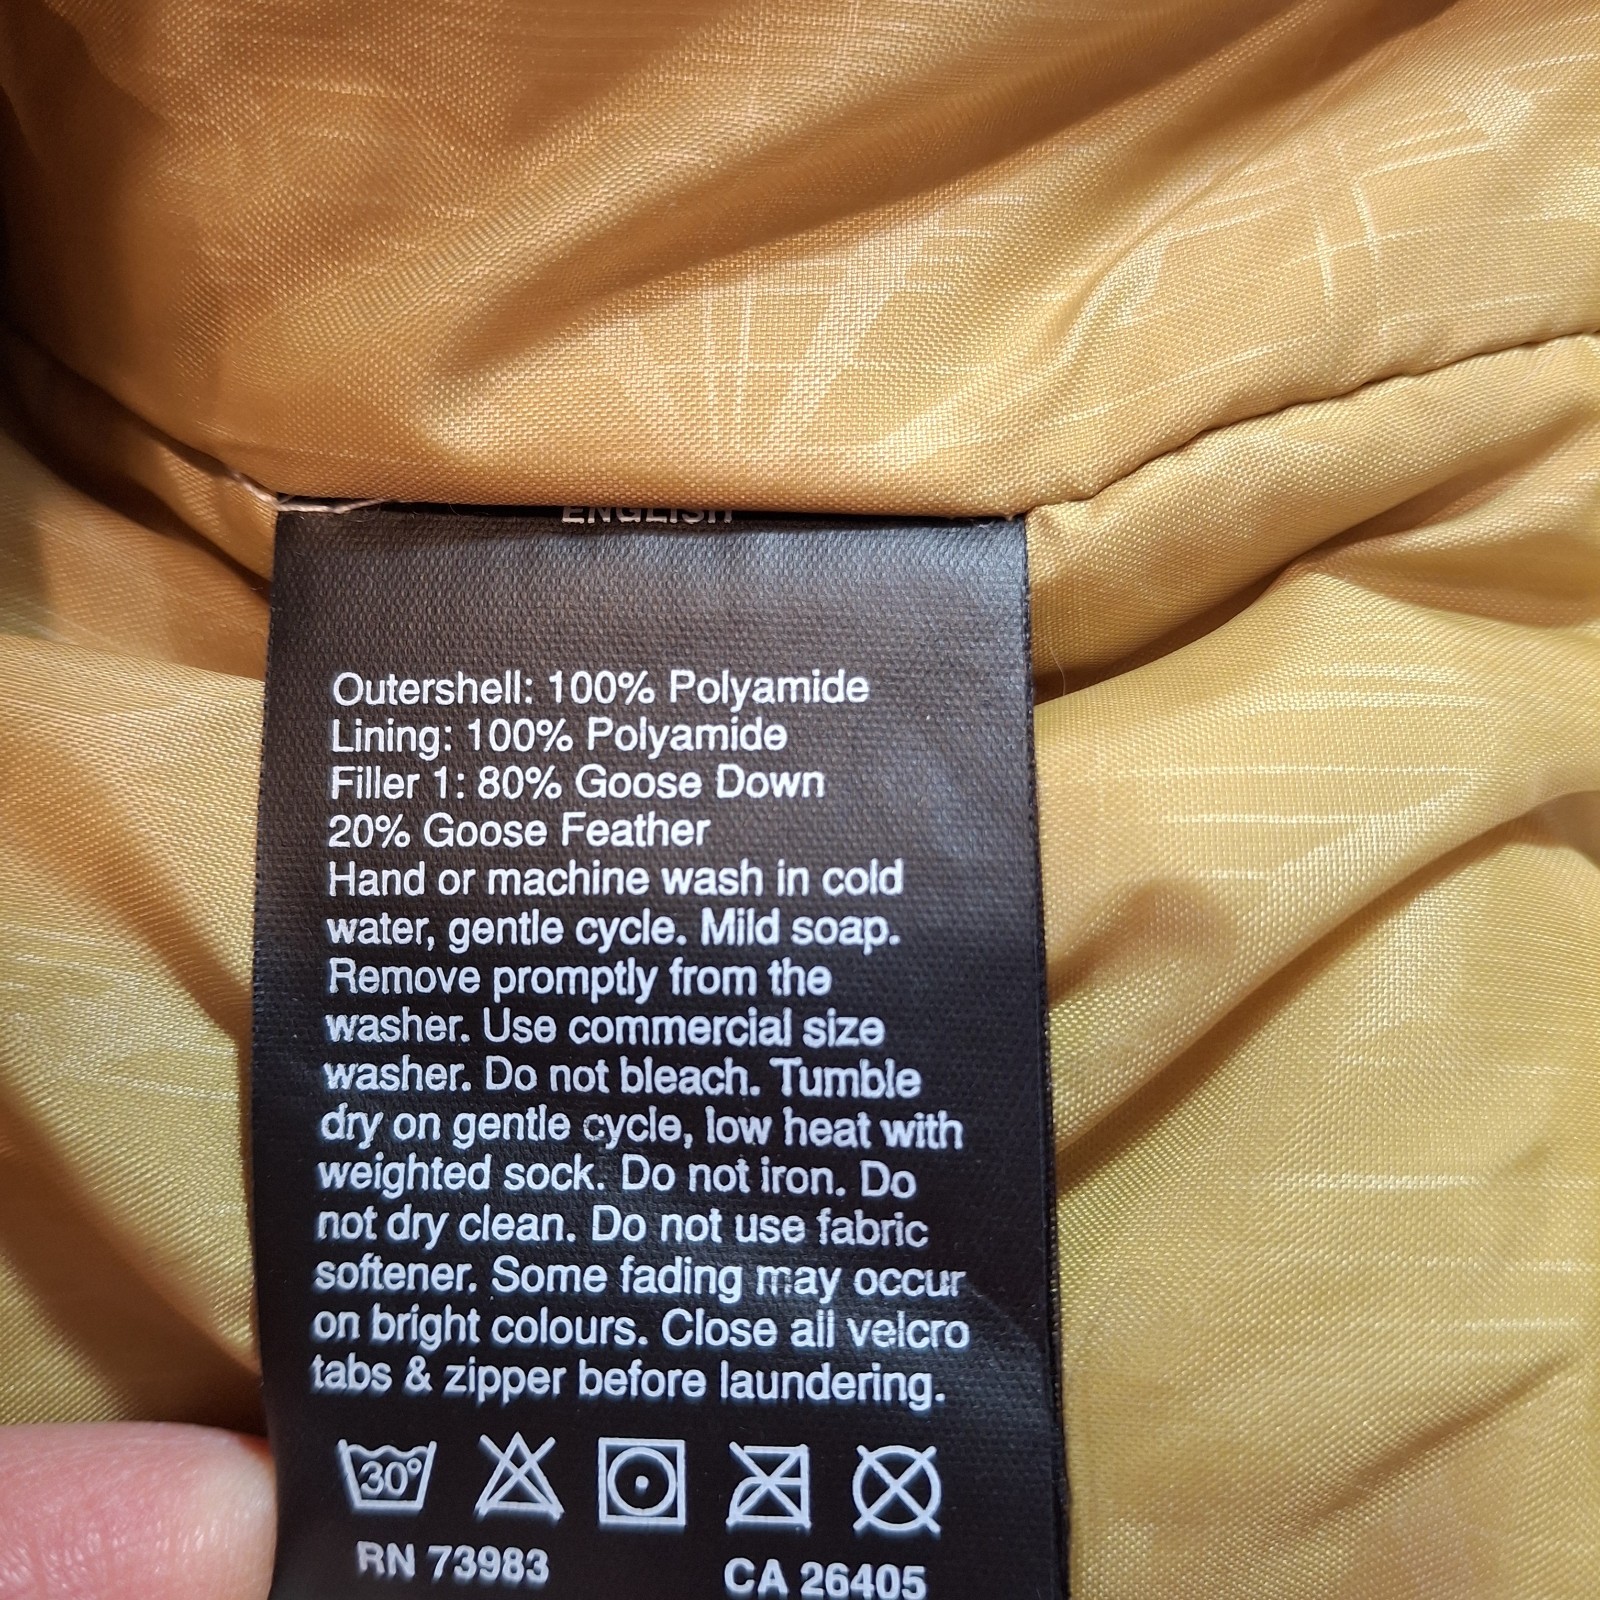 ENGLISH
Outershell: 100% Polyamide
Lining: 100% Polyamide
Filler 1: 80% Goose Down
20% Goose Feather
Hand or machine wash in cold
water, gentle cycle. Mild soap.
Remove promptly from the
washer. Use commercial size
washer. Do not bleach. Tumble
dry on gentle cycle, low heat with
weighted sock. Do not iron. Do
not dry clean. Do not use fabric
softener. Some fading may occur
on bright colours. Close all velcro
tabs & zipper before laundering.
30°
RN 73983 CA 26405